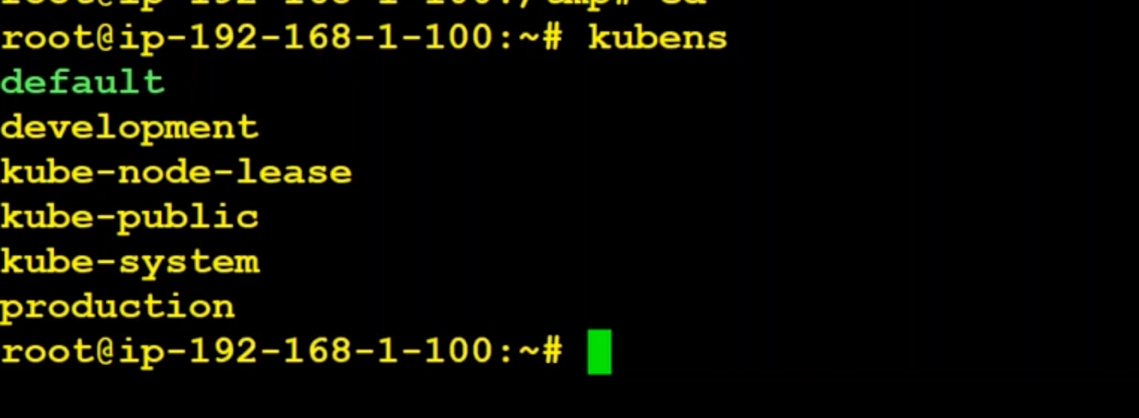 root@ip-192-168-1-100:~# kubens
default
development
kube-node-lease
kube-public
kube-system
production
root@ip-192-168-1-100:~#